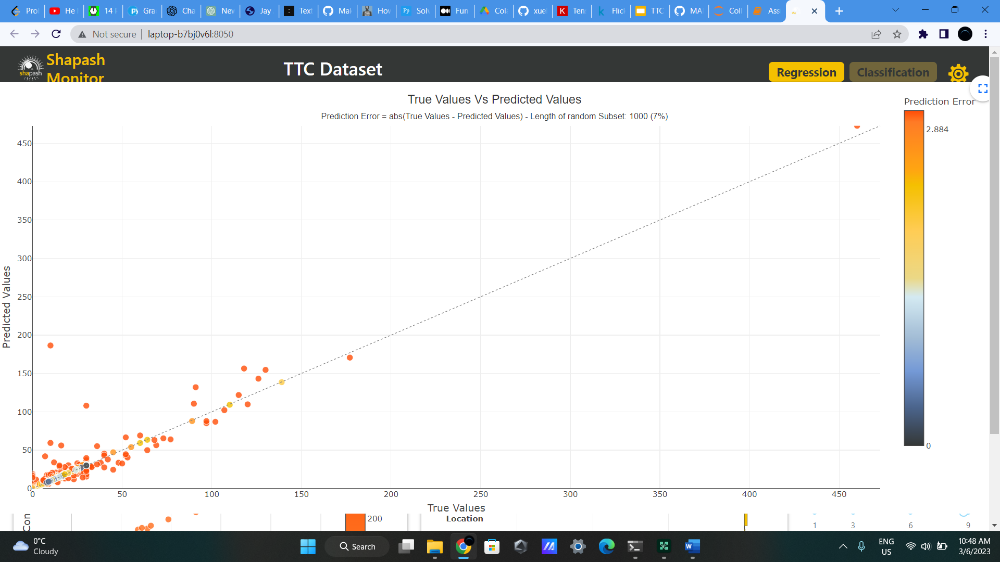 Pro
He
14 F
Gra
Cha
Nev
Jay
Text
Mal
How
Solv
Fun
Cola
xuel
Ten
Flick
TTC
MA
Coll
Ass
Not secure | laptop-b7bj0v6l:8050
Shapash Monitor
shapash
TTC Dataset
Regression
Classification
True Values Vs Predicted Values
Prediction Error = abs(True Values - Predicted Values) - Length of random Subset: 1000 (7%)
Prediction Error
2.884
0
Predicted Values
450
400
350
300
250
200
150
100
50
0
0 50 100 150 200 250 300 350 400 450
True Values
Con
200
Location
1 3 6 9
0°C
Cloudy
Search
ENG
US
10:48 AM
3/6/2023